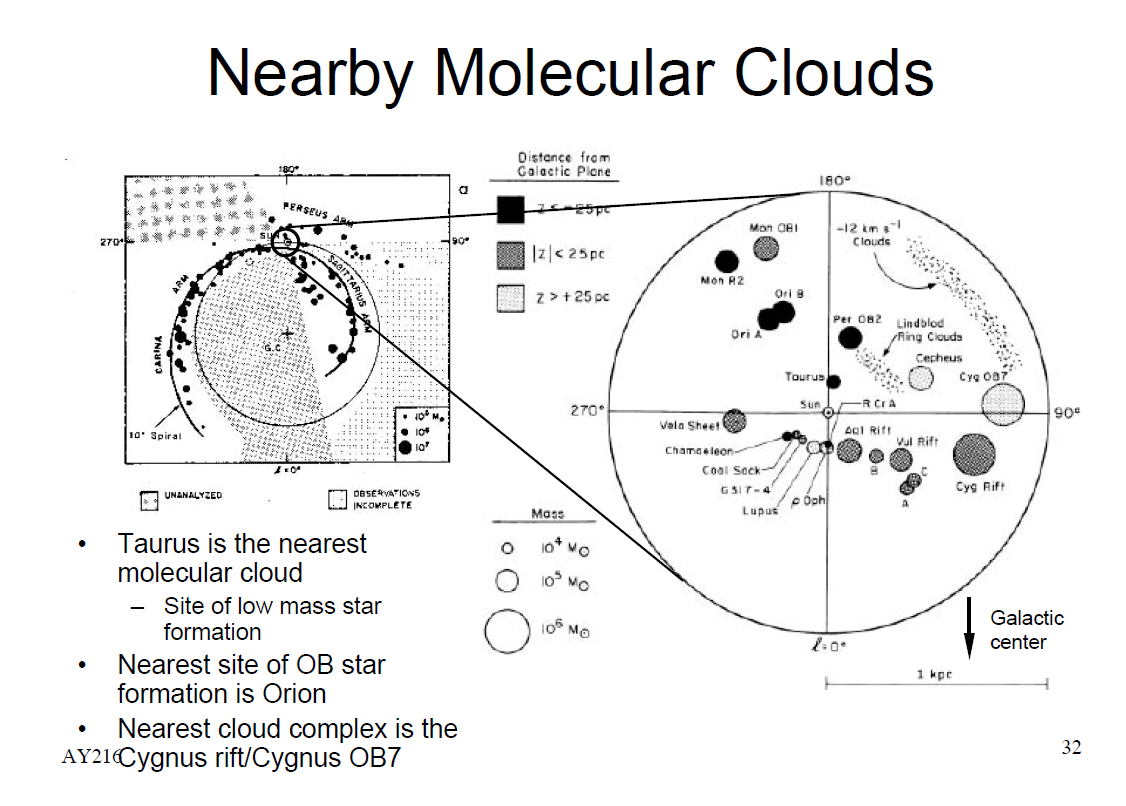 Nearby Molecular Clouds
180°
a
PERSEUS ARM
SUN
270°
90°
SAGITTARIUS ARM
CARINA
ARM
G.C.
10° Spiral
10⁵ M⊙
10⁶
10⁷
ℓ=0°
UNANALYZED
OBSERVATIONS
INCOMPLETE
Distance from
Galactic Plane
Z < -25pc
|Z| < 25pc
Z > +25pc
Mass
10⁴ M⊙
10⁵ M⊙
10⁶ M⊙
180°
Mon OB1
-12 km s⁻¹
Clouds
Mon R2
Ori B
Ori A
Per OB2
Lindblad
Ring Clouds
Cepheus
Taurus
Cyg OB7
Sun
R Cr A
270°
90°
Vela Sheet
Aql Rift
Vul Rift
Chamaeleon
Coal Sack
B
C
Cyg Rift
G317-4
ρ Oph
A
Lupus
ℓ=0°
Galactic
center
1 kpc
• Taurus is the nearest
molecular cloud
– Site of low mass star
formation
• Nearest site of OB star
formation is Orion
• Nearest cloud complex is the
Cygnus rift/Cygnus OB7
AY216
32